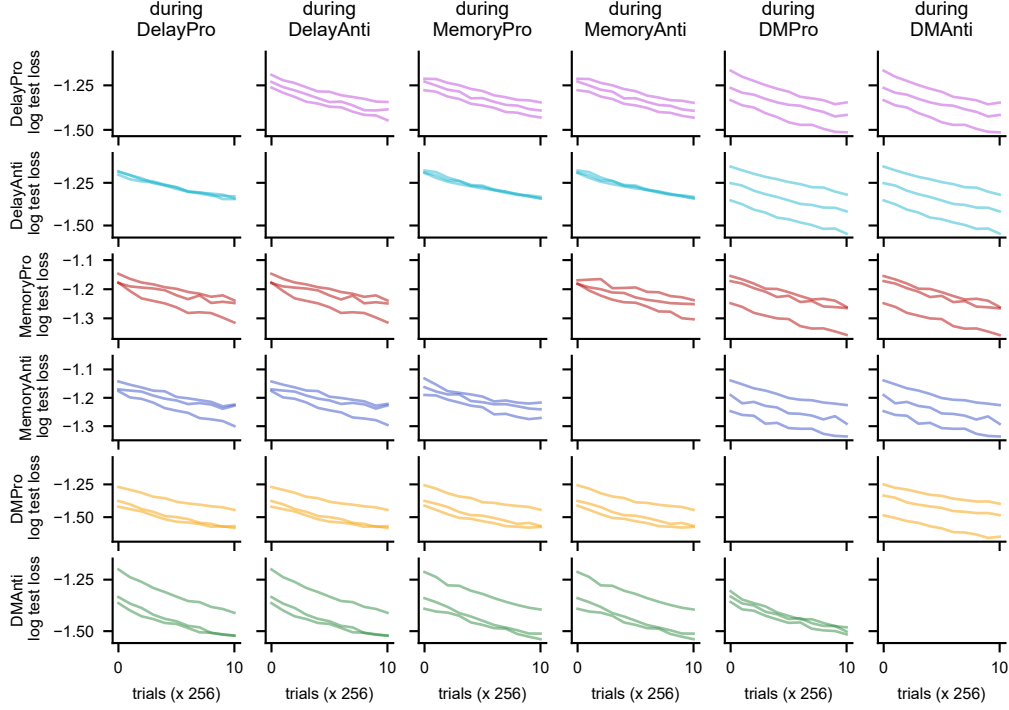 during during during during during during
DelayPro DelayAnti MemoryPro MemoryAnti DMPro DMAnti
DelayPro
log test loss
−1.25
−1.50
DelayAnti
log test loss
−1.25
−1.50
MemoryPro
log test loss
−1.1
−1.2
−1.3
MemoryAnti
log test loss
−1.1
−1.2
−1.3
DMPro
log test loss
−1.25
−1.50
DMAnti
log test loss
−1.25
−1.50
0 10 0 10 0 10 0 10 0 10 0 10
trials (x 256) trials (x 256) trials (x 256) trials (x 256) trials (x 256) trials (x 256)